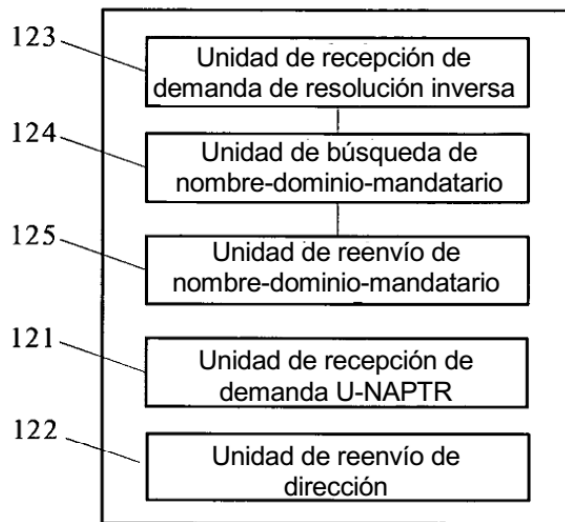 123
Unidad de recepción de
demanda de resolución inversa
124
Unidad de búsqueda de
nombre-dominio-mandatario
125
Unidad de reenvío de
nombre-dominio-mandatario
121
Unidad de recepción de
demanda U-NAPTR
122
Unidad de reenvío de
dirección